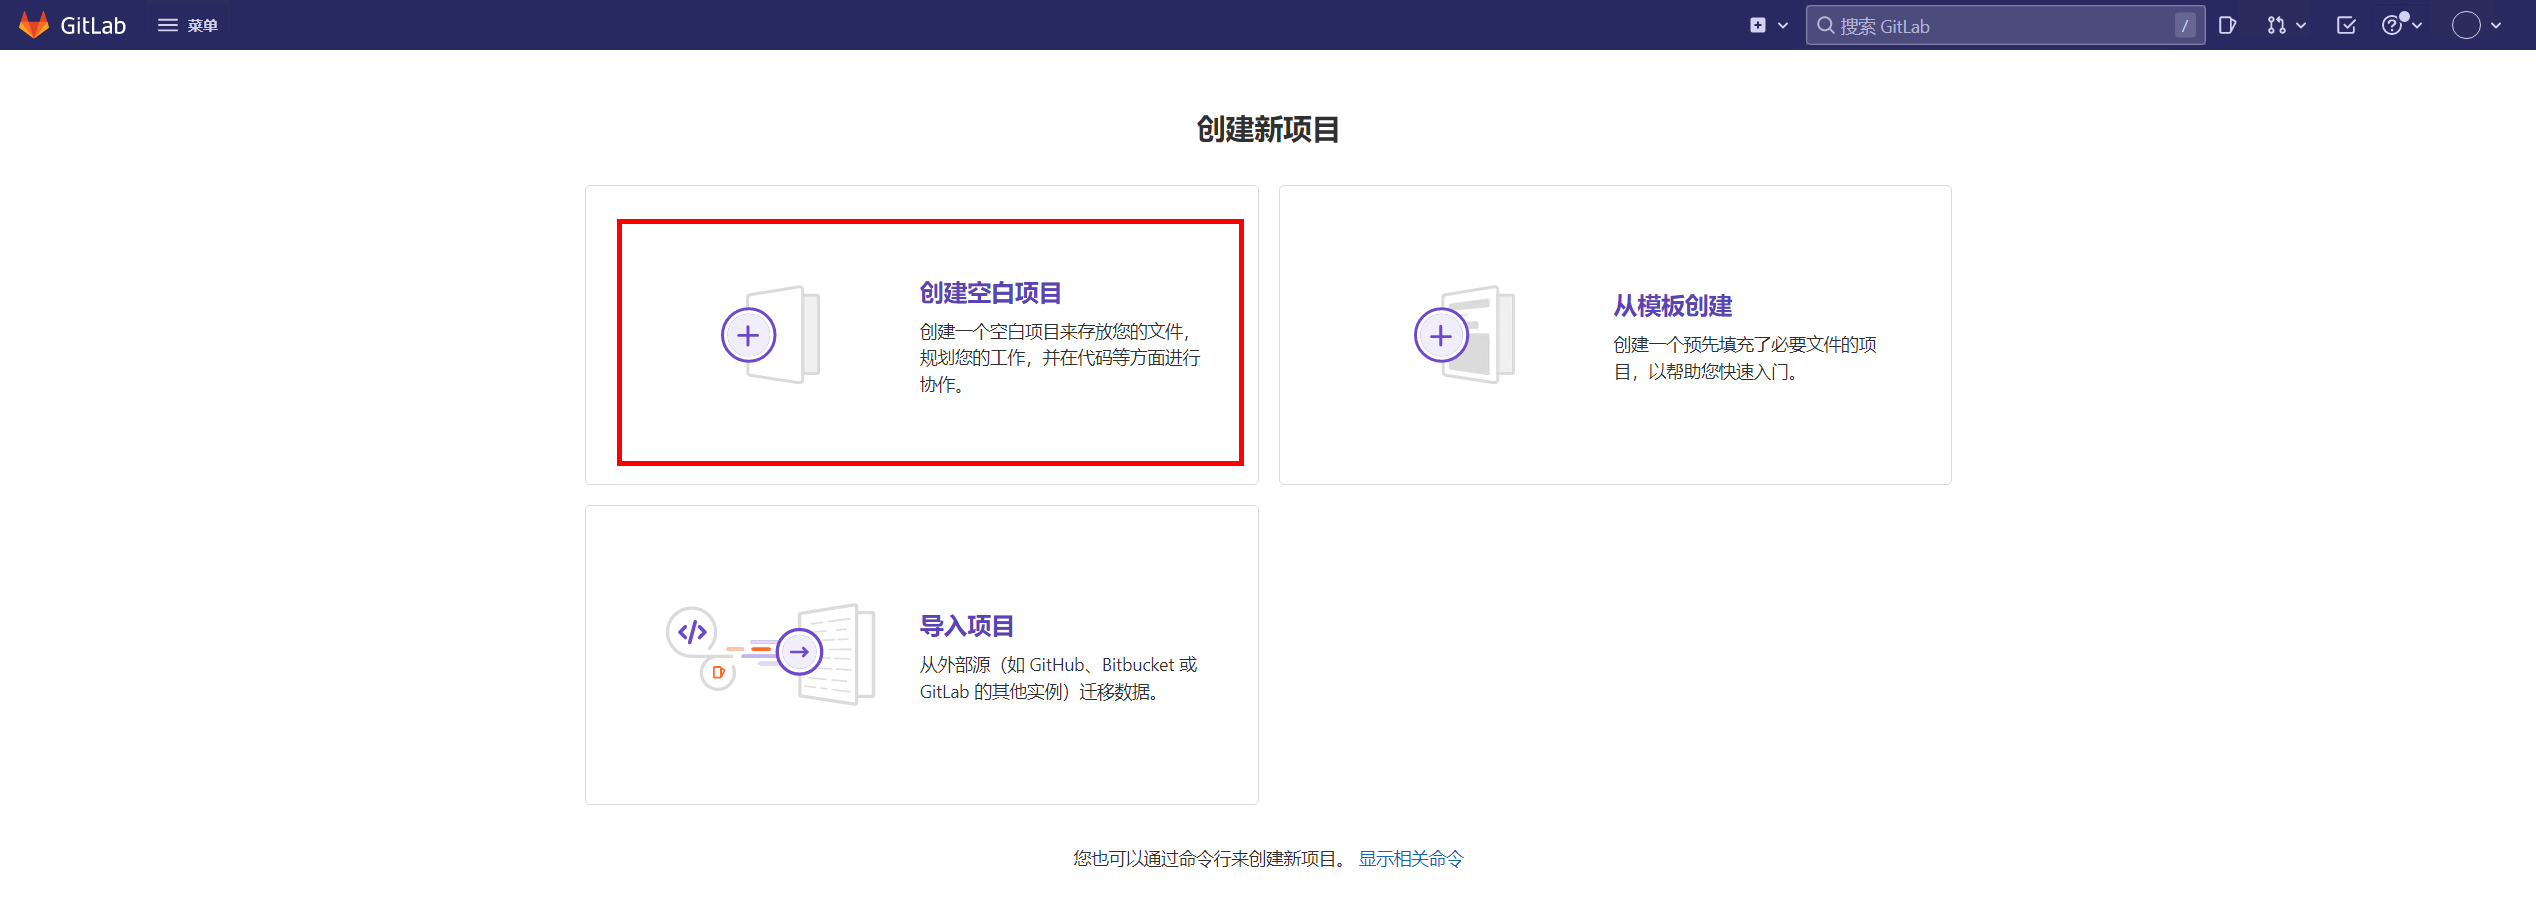 GitLab 菜单 搜索 GitLab /
创建新项目
创建空白项目
创建一个空白项目来存放您的文件，
规划您的工作，并在代码等方面进行
协作。
从模板创建
创建一个预先填充了必要文件的项
目，以帮助您快速入门。
导入项目
从外部源（如 GitHub、Bitbucket 或
GitLab 的其他实例）迁移数据。
您也可以通过命令行来创建新项目。 显示相关命令